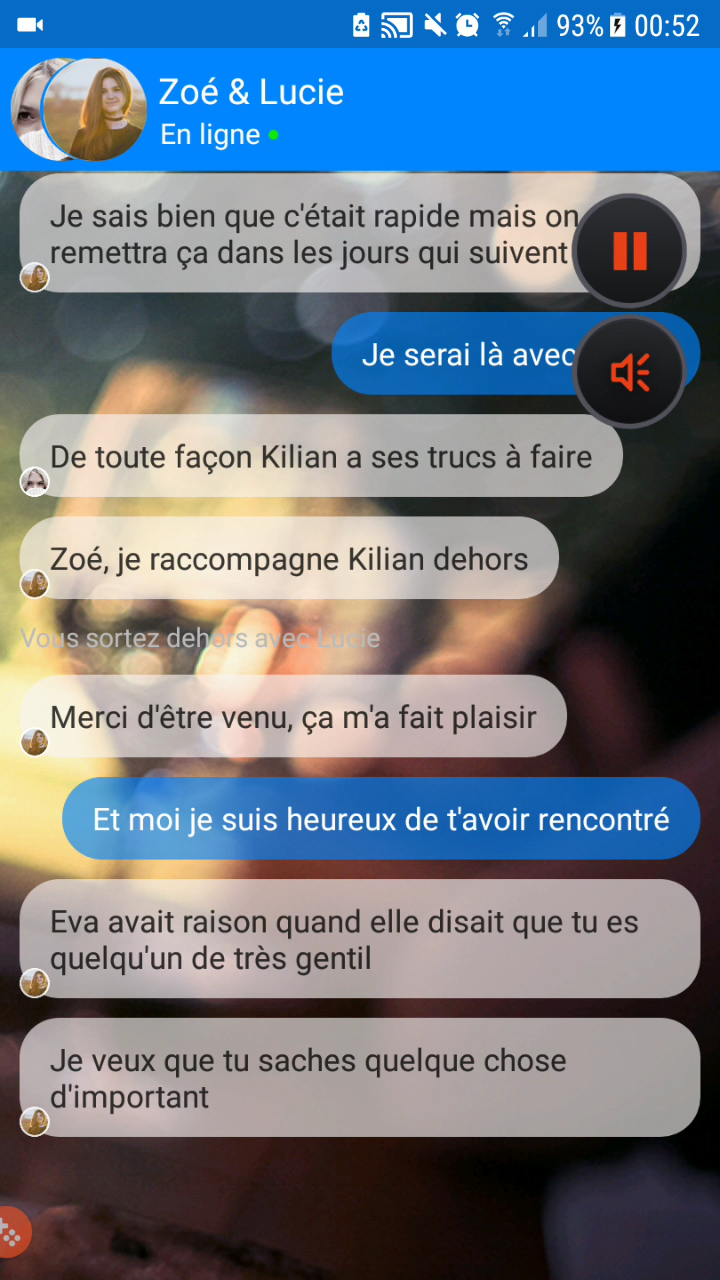 93% 00:52
Zoé & Lucie
En ligne
Je sais bien que c'était rapide mais on
remettra ça dans les jours qui suivent
Je serai là avec
De toute façon Kilian a ses trucs à faire
Zoé, je raccompagne Kilian dehors
Vous sortez dehors avec Lucie
Merci d'être venu, ça m'a fait plaisir
Et moi je suis heureux de t'avoir rencontré
Eva avait raison quand elle disait que tu es
quelqu'un de très gentil
Je veux que tu saches quelque chose
d'important